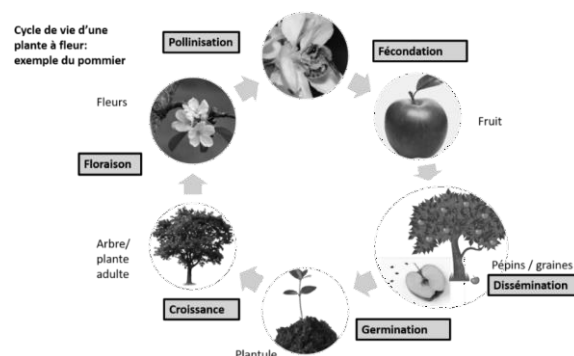 Cycle de vie d'une
plante à fleur:
exemple du pommier
Pollinisation
Fécondation
Fleurs
Fruit
Floraison
Arbre/
plante
adulte
Pépins / graines
Dissémination
Croissance
Germination
Plantule